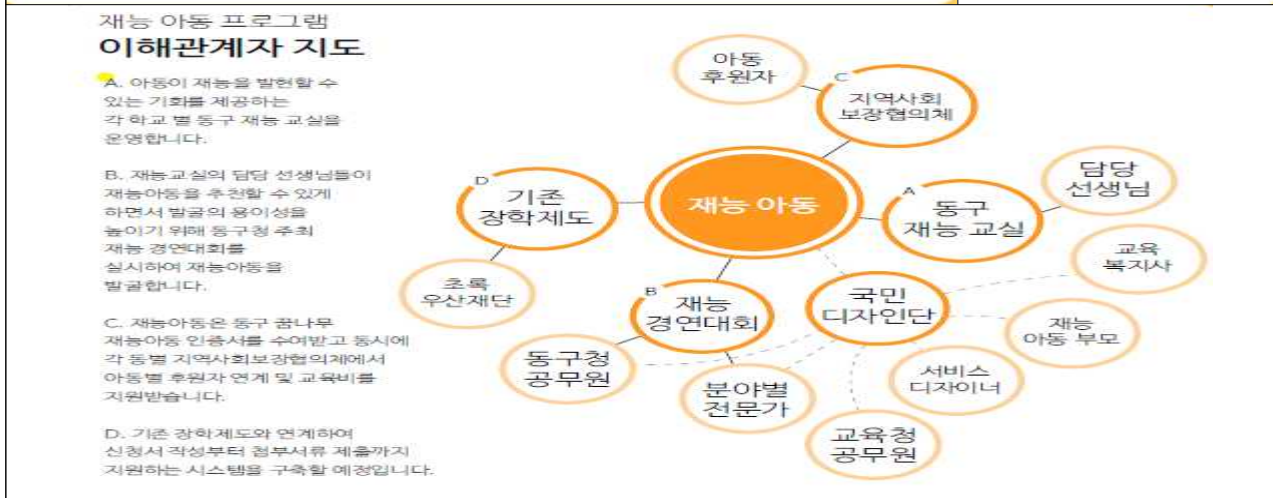 재능 아동 프로그램
이해관계자 지도
A. 아동이 재능을 발현할 수
있는 기회를 제공하는
각 학교 별 동구 재능 교실을
운영합니다.
B. 재능교실의 담당 선생님들이
재능아동을 추천할 수 있게
하면서 발굴의 용이성을
높이기 위해 동구청 주최
재능 경연대회를
실시하여 재능아동을
발굴합니다.
C. 재능아동은 동구 꿈나무
재능아동 인증서를 수여받고 동시에
각 동별 지역사회보장협의체에서
아동별 후원자 연계 및 교육비를
지원받습니다.
D. 기존 장학제도와 연계하여
신청서 작성부터 첨부서류 제출까지
지원하는 시스템을 구축할 예정입니다.
아동
후원자
C
지역사회
보장협의체
D
기존
장학제도
재능 아동
A
동구
재능 교실
담당
선생님
교육
복지사
초록
우산재단
B
재능
경연대회
국민
디자인단
재능
아동 부모
동구청
공무원
분야별
전문가
서비스
디자이너
교육청
공무원